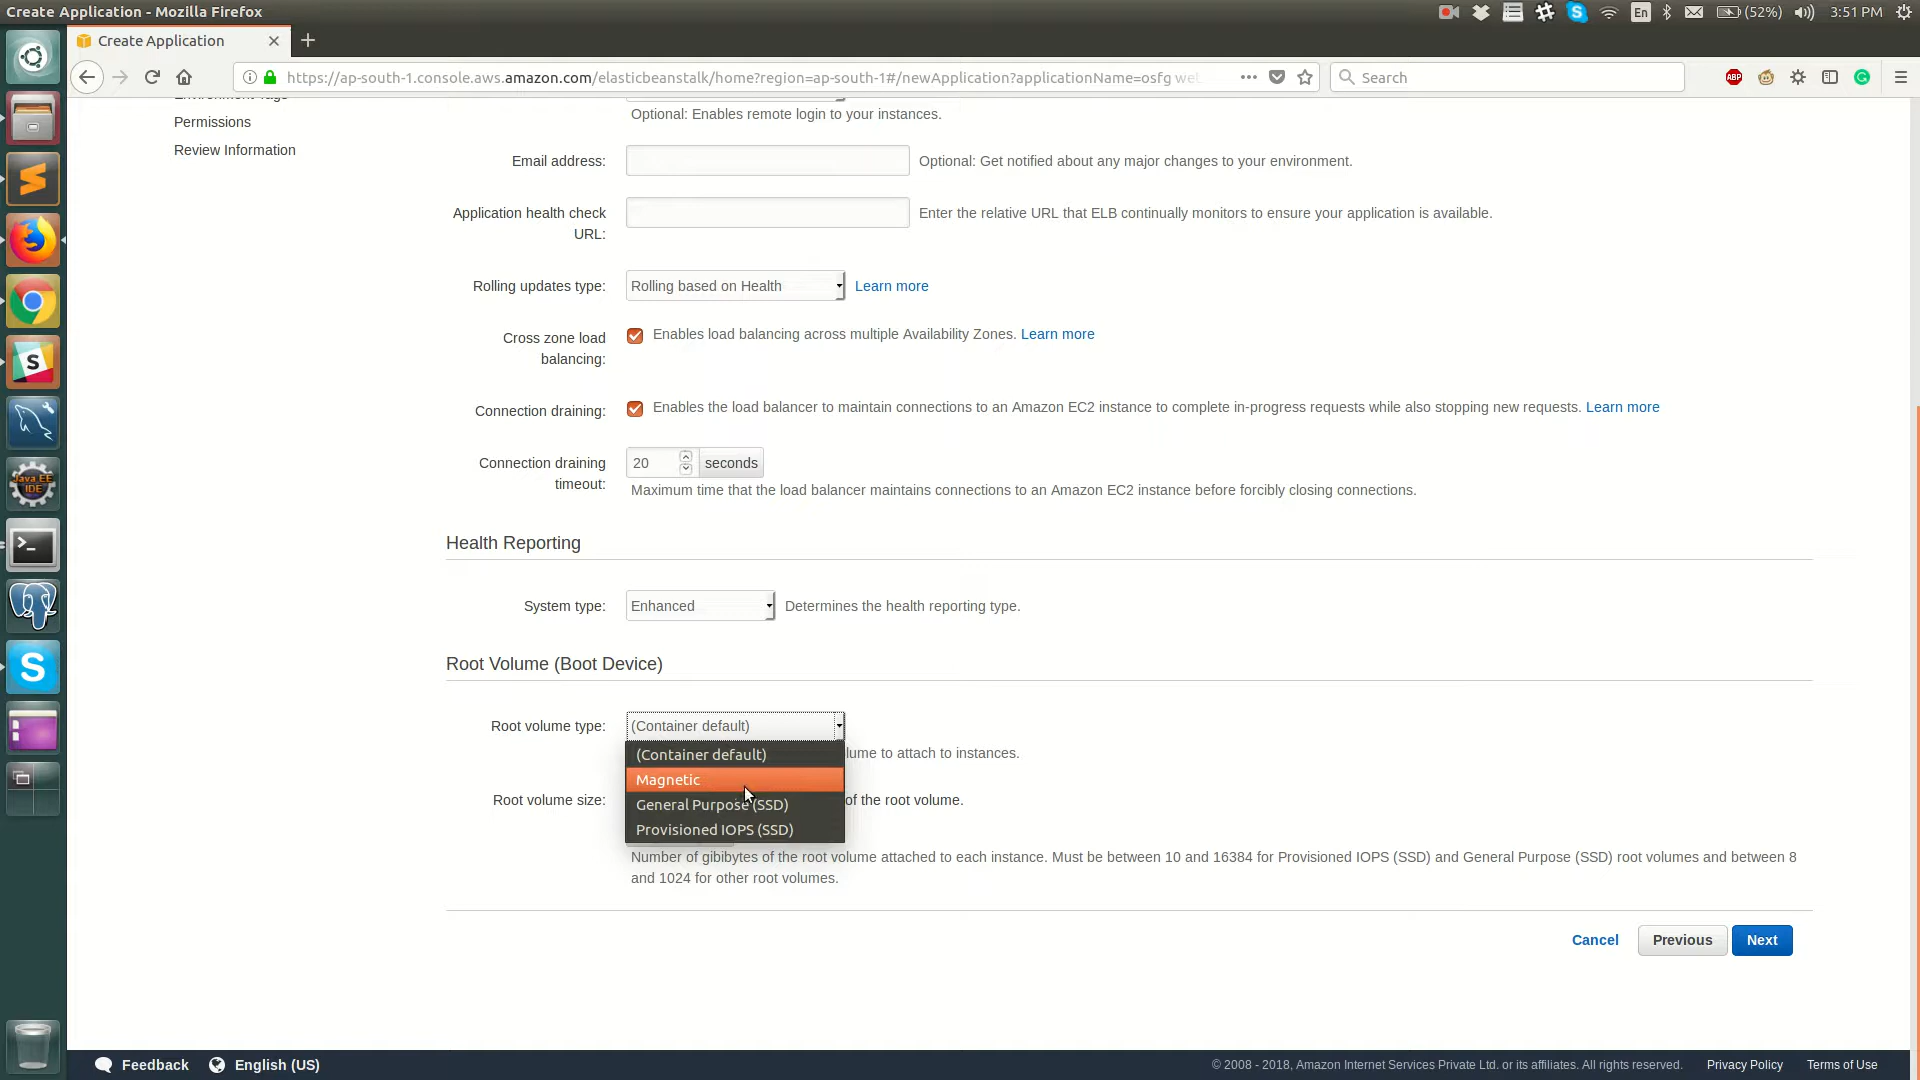 Create Application - Mozilla Firefox
En
(52%)
3:51 PM
Create Application
https://ap-south-1.console.aws.amazon.com/elasticbeanstalk/home?region=ap-south-1#/newApplication?applicationName=osfg we
Search
ABP
Permissions
Review Information
Optional: Enables remote login to your instances.
Email address:
Optional: Get notified about any major changes to your environment.
Application health check
URL:
Enter the relative URL that ELB continually monitors to ensure your application is available.
Rolling updates type:
Rolling based on Health
Learn more
Cross zone load
balancing:
Enables load balancing across multiple Availability Zones. Learn more
Connection draining:
Enables the load balancer to maintain connections to an Amazon EC2 instance to complete in-progress requests while also stopping new requests. Learn more
Connection draining
timeout:
20
seconds
Maximum time that the load balancer maintains connections to an Amazon EC2 instance before forcibly closing connections.
Health Reporting
System type:
Enhanced
Determines the health reporting type.
Root Volume (Boot Device)
Root volume type:
(Container default)
(Container default)
lume to attach to instances.
Magnetic
Root volume size:
General Purpose (SSD)
of the root volume.
Provisioned IOPS (SSD)
Number of gibibytes of the root volume attached to each instance. Must be between 10 and 16384 for Provisioned IOPS (SSD) and General Purpose (SSD) root volumes and between 8
and 1024 for other root volumes.
Cancel
Previous
Next
Java EE
IDE
Feedback
English (US)
© 2008 - 2018, Amazon Internet Services Private Ltd. or its affiliates. All rights reserved.
Privacy Policy
Terms of Use